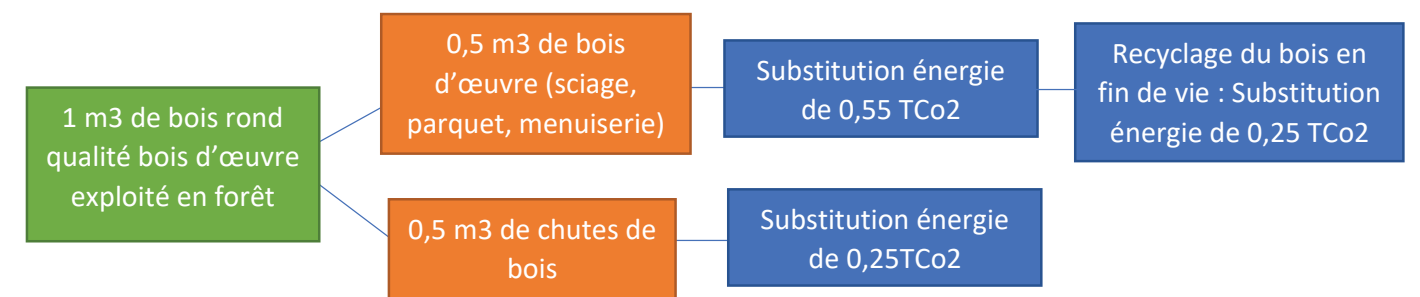 1 m3 de bois rond
qualité bois d’œuvre
exploité en forêt
0,5 m3 de bois
d’œuvre (sciage,
parquet, menuiserie)
Substitution énergie
de 0,55 TCo2
Recyclage du bois en
fin de vie : Substitution
énergie de 0,25 TCo2
0,5 m3 de chutes de
bois
Substitution énergie
de 0,25TCo2